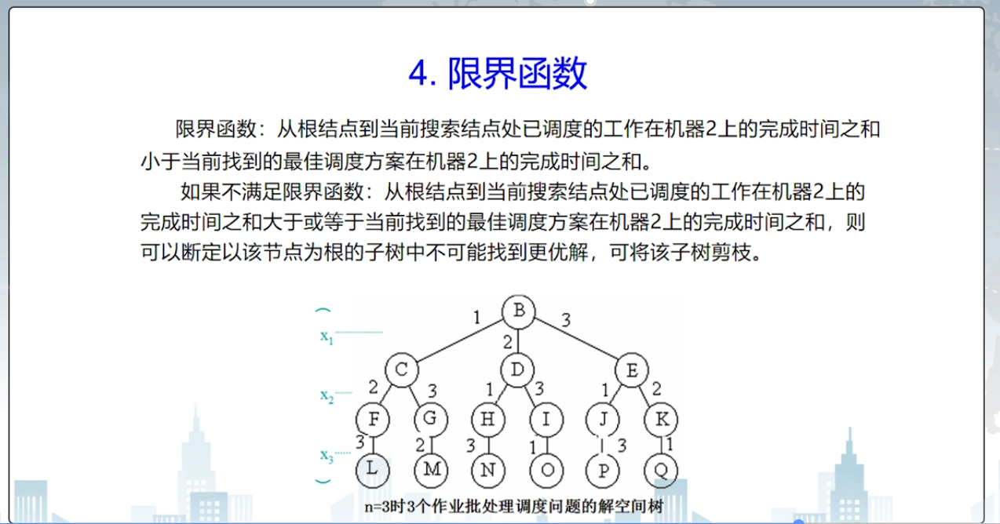 4. 限界函数
限界函数：从根结点到当前搜索结点处已调度的工作在机器2上的完成时间之和
小于当前找到的最佳调度方案在机器2上的完成时间之和。
如果不满足限界函数：从根结点到当前搜索结点处已调度的工作在机器2上的
完成时间之和大于或等于当前找到的最佳调度方案在机器2上的完成时间之和，则
可以断定以该节点为根的子树中不可能找到更优解，可将该子树剪枝。
B
x1 1 2 3
C D E
x2 2 3 1 3 1 2
F G H I J K
x3 3 2 3 1 3 1
L M N O P Q
n=3时3个作业批处理调度问题的解空间树